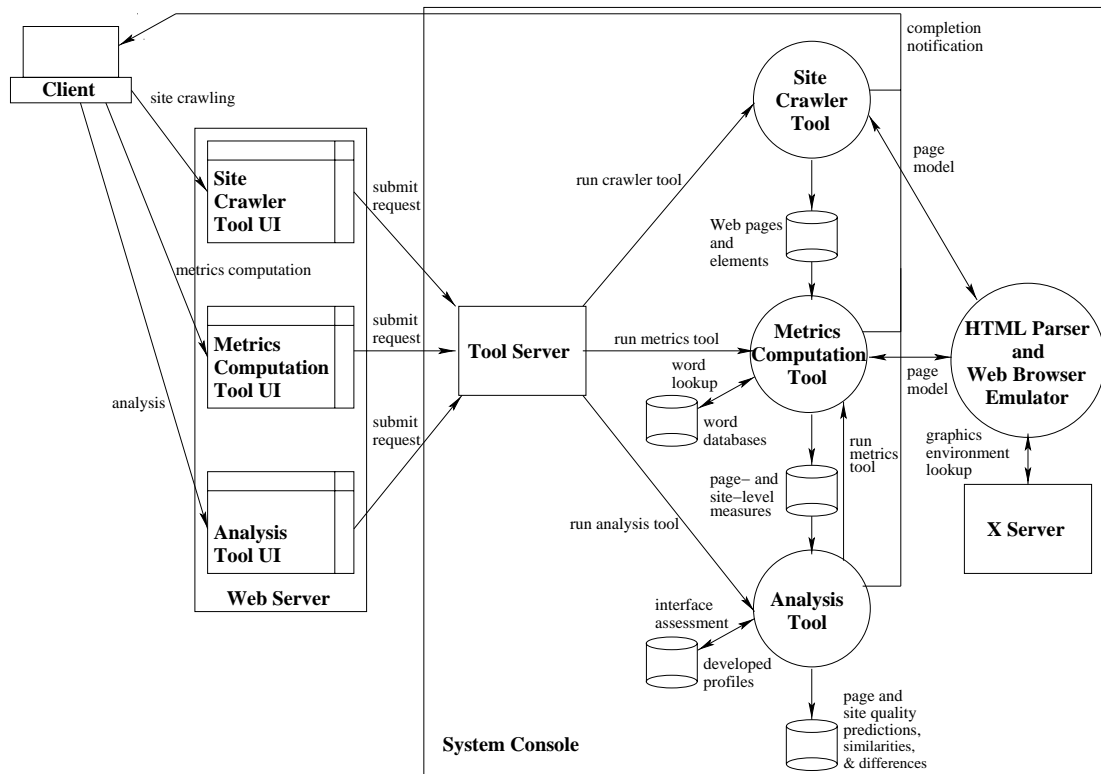 completion
notification
Client
site crawling
Site
Crawler
Tool
page
model
Site
Crawler
Tool UI
submit
request
run crawler tool
Web pages
and
elements
metrics computation
Metrics
Computation
Tool UI
submit
request
Tool Server
run metrics tool
Metrics
Computation
Tool
page
model
HTML Parser
and
Web Browser
Emulator
word
lookup
word
databases
analysis
submit
request
run
metrics
tool
graphics
environment
lookup
page− and
site−level
measures
X Server
Analysis
Tool UI
run analysis tool
Web Server
Analysis
Tool
interface
assessment
developed
profiles
page and
site quality
predictions,
similarities,
& differences
System Console